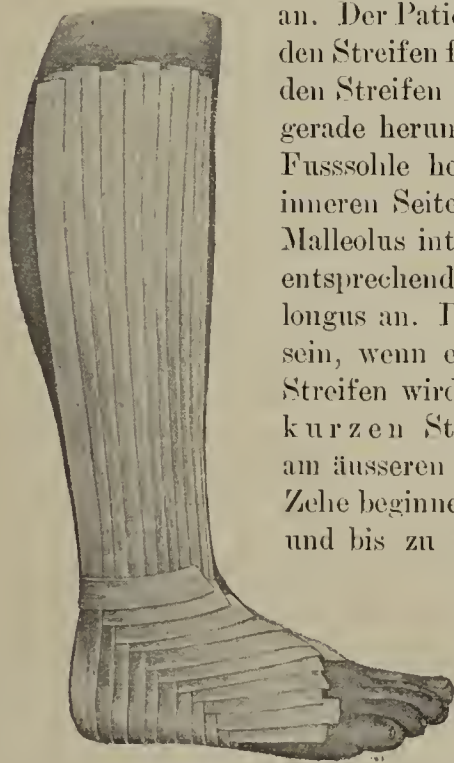 an. Der Patie
den Streifen f
den Streifen
gerade herun
Fusssohle he
inneren Seite
Malleolus int
entsprechend
longus an. D
sein, wenn e
Streifen wird
kurzen St
am äusseren
Zehe beginne
und bis zu